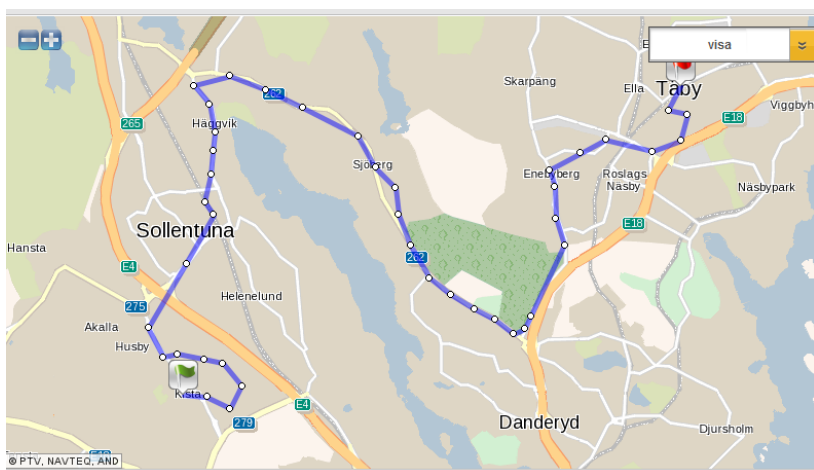 visa
Skarpäng
Ella
Täby
262
Viggbyh
265
Häggvik
E18
Sjöberg
Enebyberg
Roslags
Näsby
Näsbypark
Sollentuna
E18
Hansta
262
E4
Helenelund
275
Akalla
Husby
Kista
E4
279
Danderyd
Djursholm
© PTV, NAVTEQ, AND